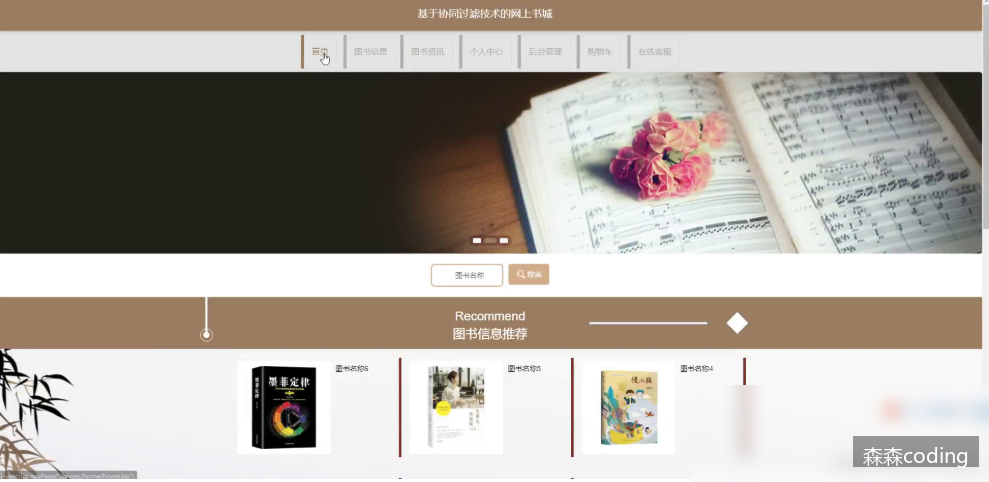 基于协同过滤技术的网上书城
首页 图书信息 图书资讯 个人中心 后台管理 购物车 在线客服
图书名称 搜索
Recommend
图书信息推荐
图书名称6 图书名称5 图书名称4
墨菲定律
森森coding